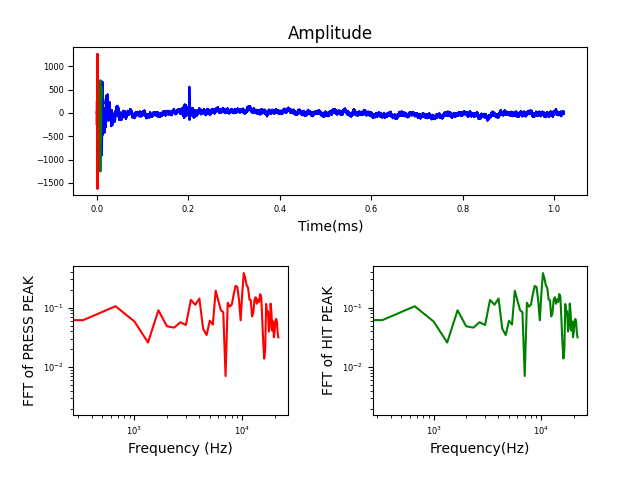 Amplitude
1000
500
0
−500
−1000
−1500
0.0 0.2 0.4 0.6 0.8 1.0
Time(ms)
FFT of PRESS PEAK
10⁻¹
10⁻²
10³ 10⁴
Frequency (Hz)
FFT of HIT PEAK
10⁻¹
10⁻²
10³ 10⁴
Frequency(Hz)